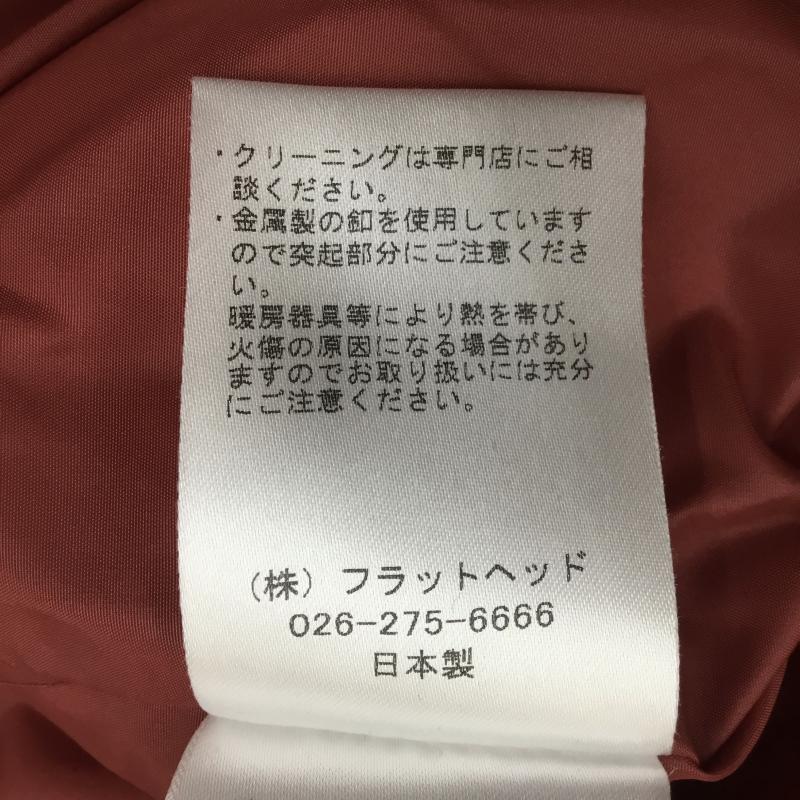 ・クリーニングは専門店にご相
談ください。
・金属製の釦を使用しています
ので突起部分にご注意くださ
い。
暖房器具等により熱を帯び、
火傷の原因になる場合があり
ますのでお取り扱いには充分
にご注意ください。
(株) フラットヘッド
026-275-6666
日本製